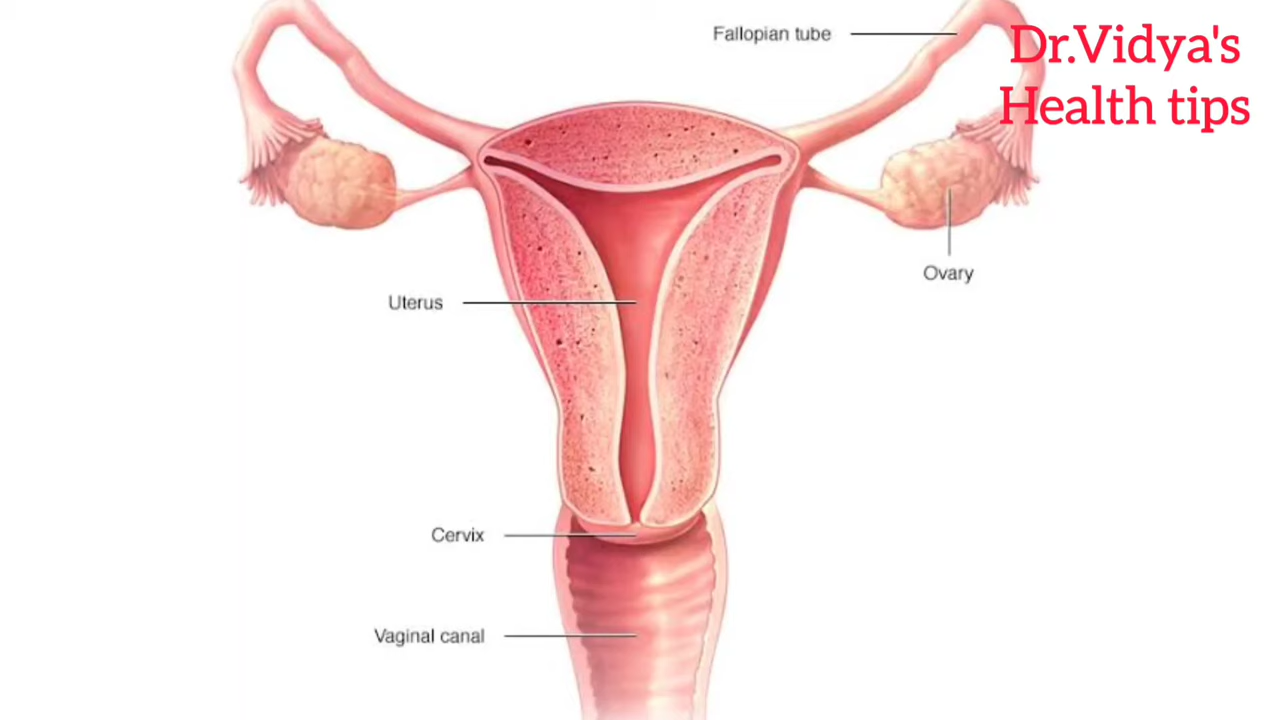 Fallopian tube
Dr.Vidya's
Health tips
Ovary
Uterus
Cervix
Vaginal canal